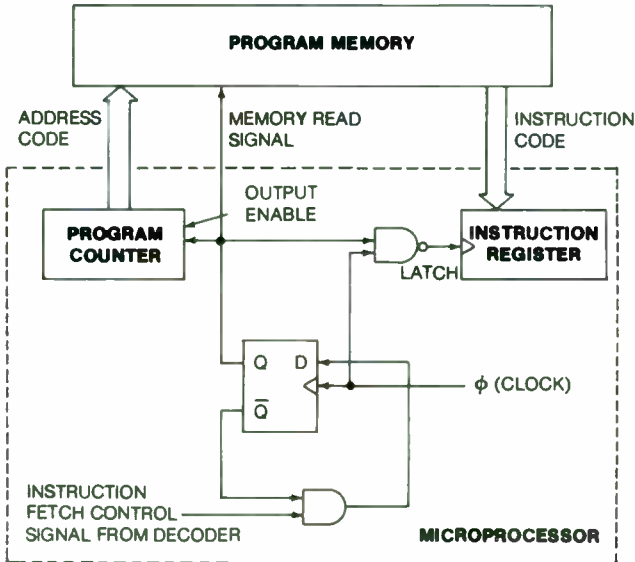 PROGRAM MEMORY
ADDRESS
CODE
MEMORY READ
SIGNAL
INSTRUCTION
CODE
OUTPUT
ENABLE
PROGRAM
COUNTER
LATCH
INSTRUCTION
REGISTER
Q D
Q̅
ϕ (CLOCK)
INSTRUCTION
FETCH CONTROL
SIGNAL FROM DECODER
MICROPROCESSOR